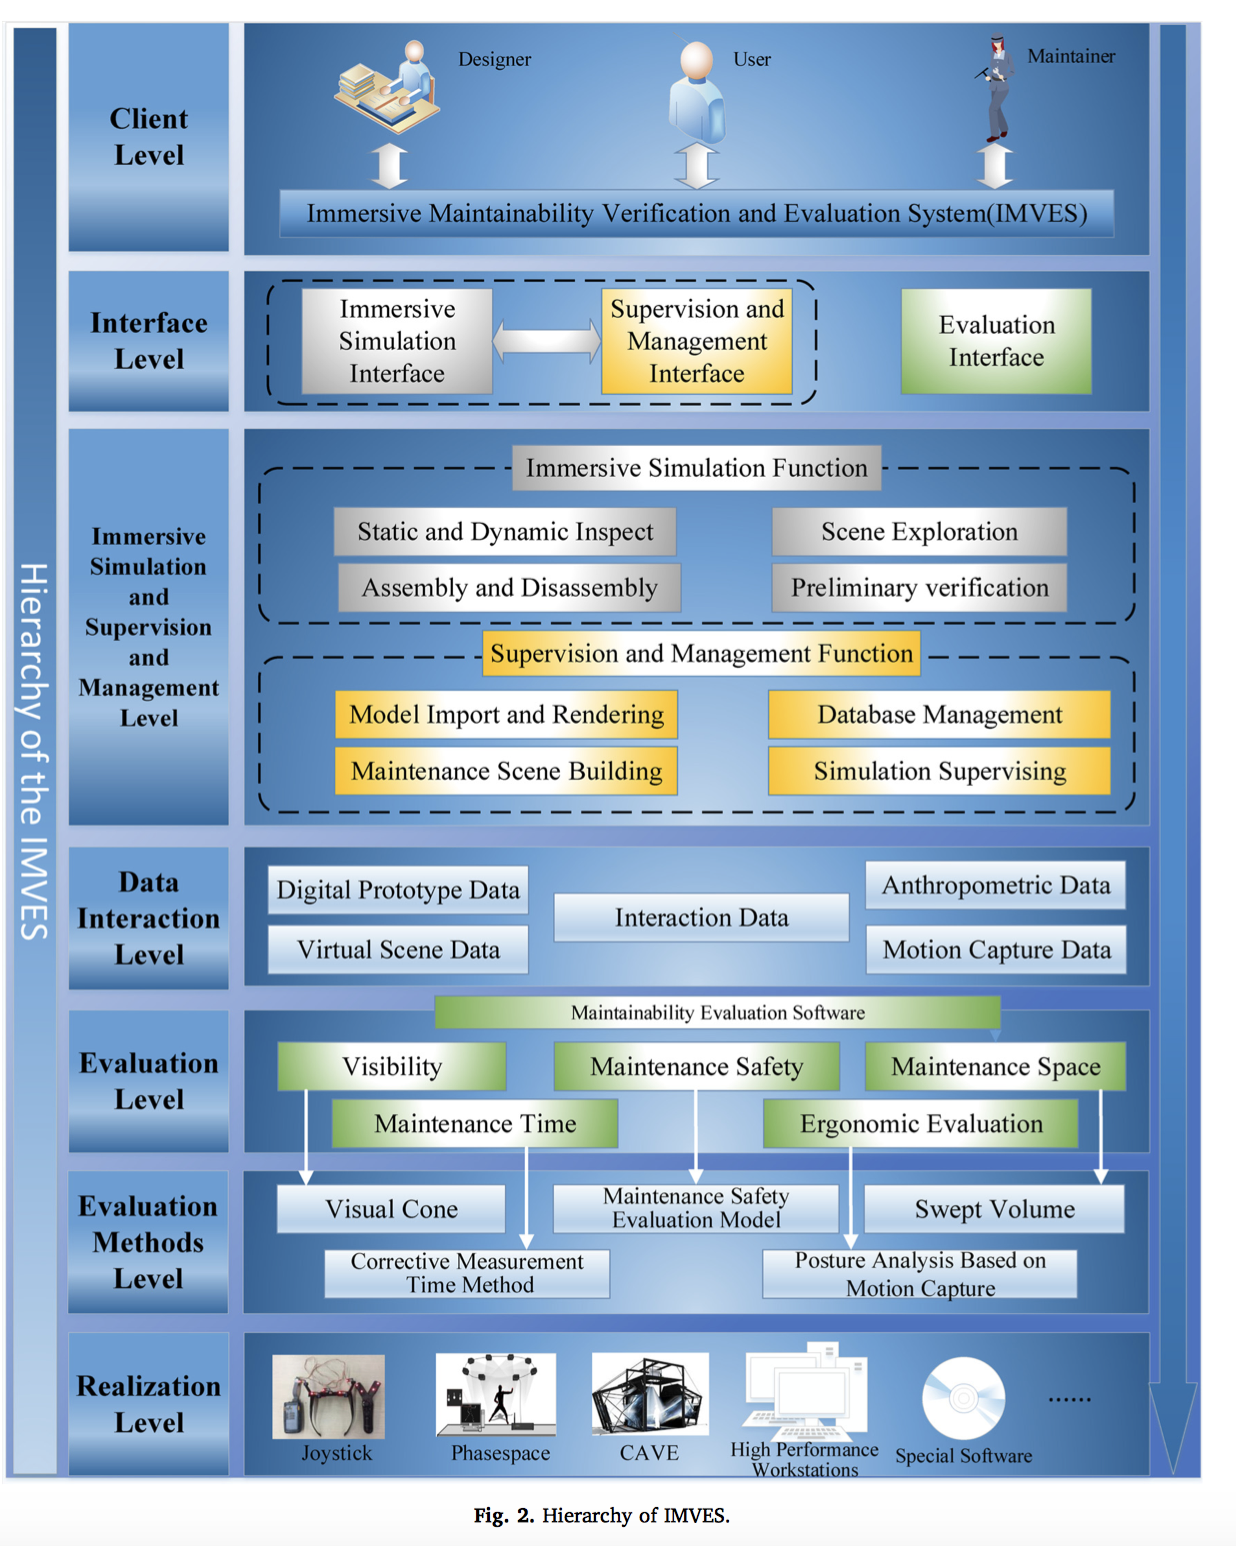 Hierarchy of the IMVES
Client
Level
Designer
User
Maintainer
Immersive Maintainability Verification and Evaluation System(IMVES)
Interface
Level
Immersive
Simulation
Interface
Supervision and
Management
Interface
Evaluation
Interface
Immersive
Simulation
and
Supervision
and
Management
Level
Immersive Simulation Function
Static and Dynamic Inspect
Scene Exploration
Assembly and Disassembly
Preliminary verification
Supervision and Management Function
Model Import and Rendering
Database Management
Maintenance Scene Building
Simulation Supervising
Data
Interaction
Level
Digital Prototype Data
Interaction Data
Anthropometric Data
Virtual Scene Data
Motion Capture Data
Evaluation
Level
Maintainability Evaluation Software
Visibility
Maintenance Safety
Maintenance Space
Maintenance Time
Ergonomic Evaluation
Evaluation
Methods
Level
Visual Cone
Maintenance Safety
Evaluation Model
Swept Volume
Corrective Measurement
Time Method
Posture Analysis Based on
Motion Capture
Realization
Level
Joystick
Phasespace
CAVE
High Performance
Workstations
Special Software
······
Fig. 2. Hierarchy of IMVES.